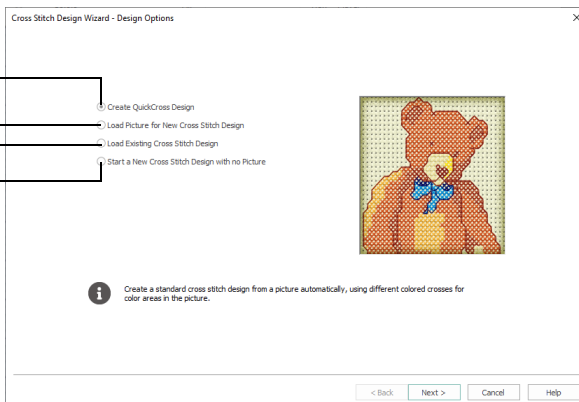 Cross Stitch Design Wizard - Design Options
Create QuickCross Design
Load Picture for New Cross Stitch Design
Load Existing Cross Stitch Design
Start a New Cross Stitch Design with no Picture
Create a standard cross stitch design from a picture automatically, using different colored crosses for
color areas in the picture.
< Back Next > Cancel Help